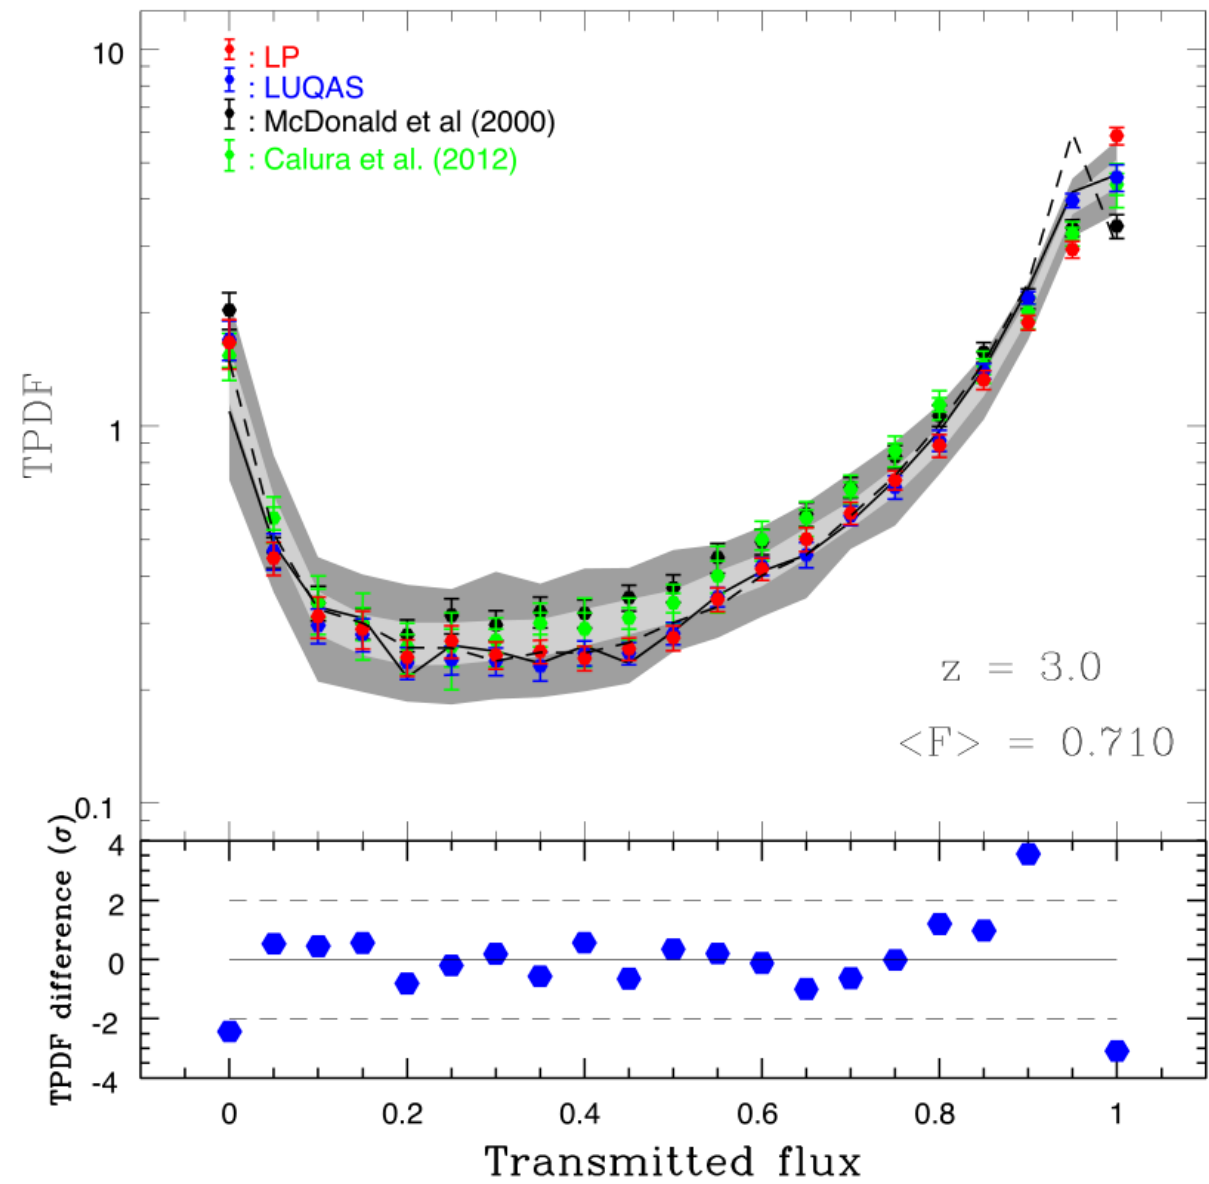 10
: LP
: LUQAS
: McDonald et al (2000)
: Calura et al. (2012)
TPDF
1
z = 3.0
<F> = 0.710
0.1
TPDF difference (σ)
4
2
0
-2
-4
0 0.2 0.4 0.6 0.8 1
Transmitted flux